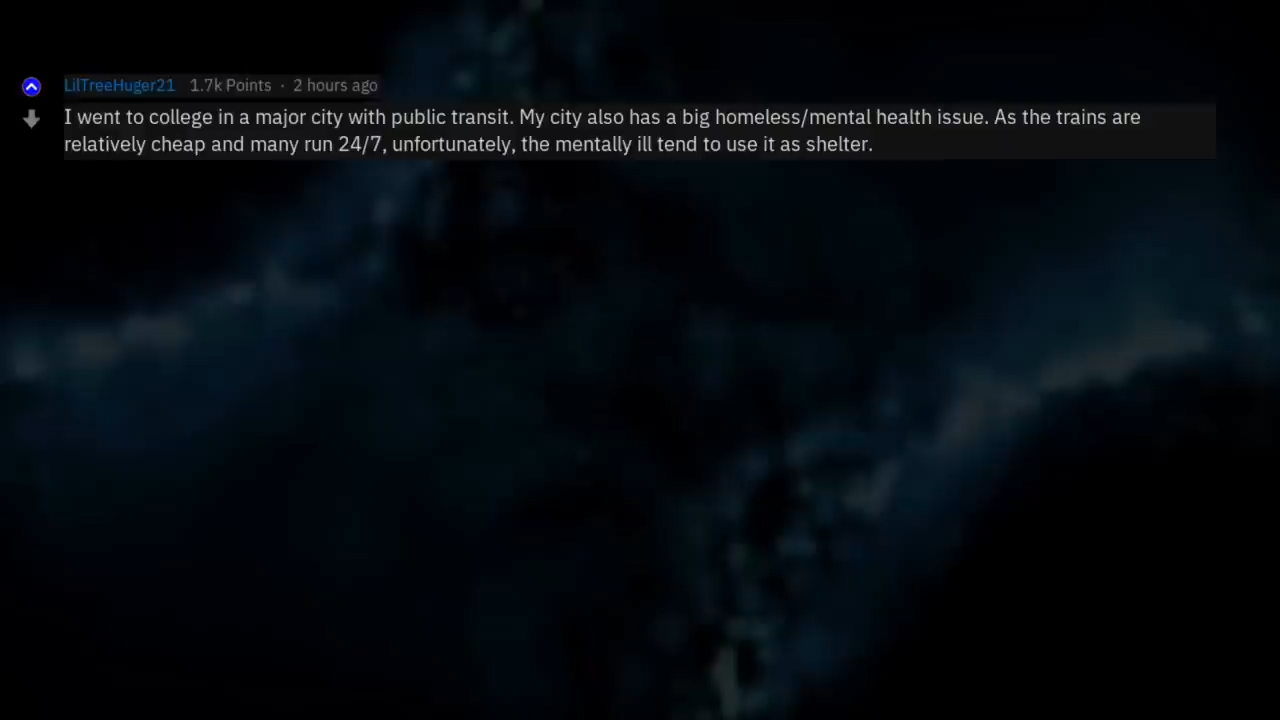 LilTreeHuger21 1.7k Points · 2 hours ago
I went to college in a major city with public transit. My city also has a big homeless/mental health issue. As the trains are
relatively cheap and many run 24/7, unfortunately, the mentally ill tend to use it as shelter.